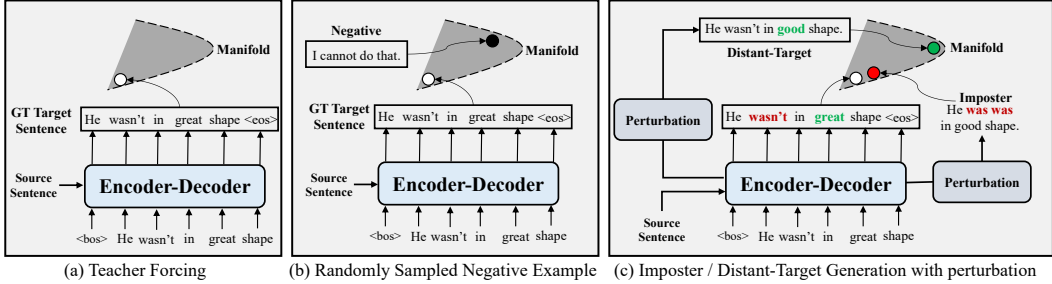 Manifold
GT Target
Sentence
He wasn't in great shape <eos>
Source
Sentence
Encoder-Decoder
<bos> He wasn't in great shape
(a) Teacher Forcing
Negative
I cannot do that.
Manifold
GT Target
Sentence
He wasn't in great shape <eos>
Source
Sentence
Encoder-Decoder
<bos> He wasn't in great shape
(b) Randomly Sampled Negative Example
He wasn't in good shape.
Distant-Target
Manifold
Imposter
He was was
in good shape.
Perturbation
He wasn't in great shape <eos>
Encoder-Decoder
Perturbation
Source
Sentence
<bos> He wasn't in great shape
(c) Imposter / Distant-Target Generation with perturbation